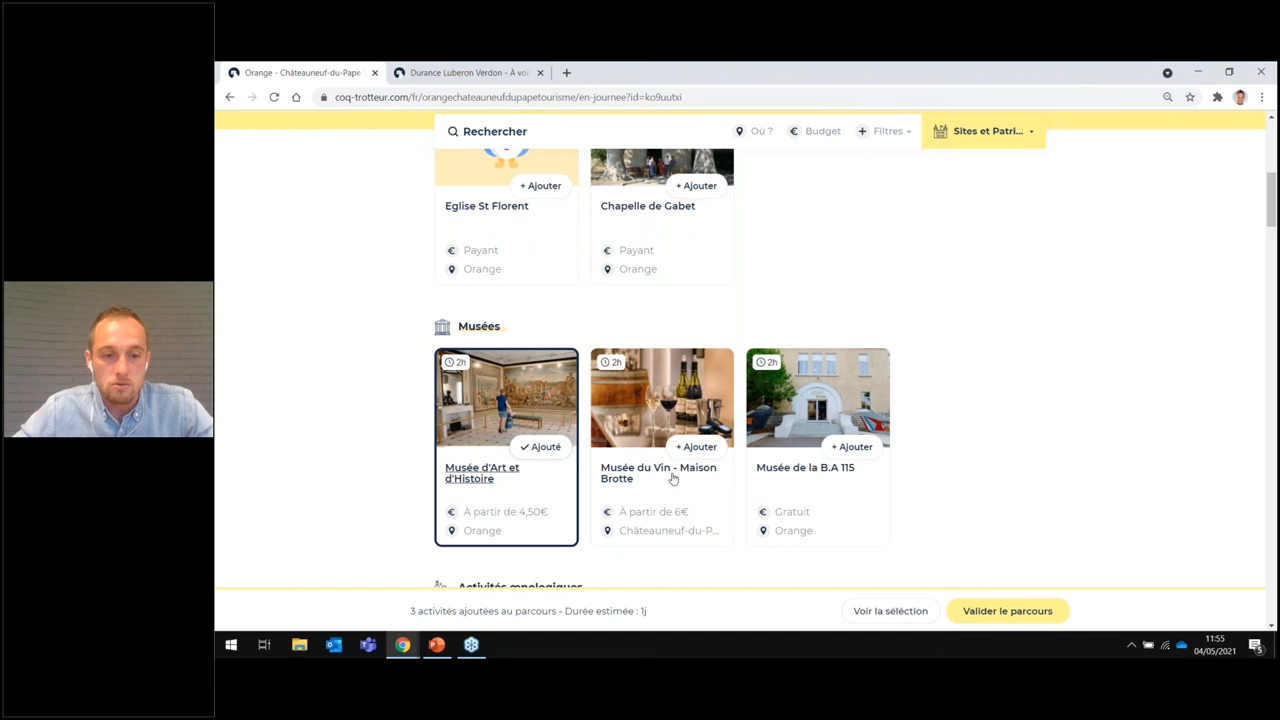 Orange - Châteauneuf-du-Pape
Durance Luberon Verdon - À voi
coq-trotteur.com/fr/orangechateauneufdupapetourisme/en-journee?id=ko9uutxi
Rechercher
Où ?
Budget
Filtres
Sites et Patri...
+ Ajouter
+ Ajouter
Eglise St Florent
Chapelle de Gabet
€ Payant
€ Payant
Orange
Orange
Musées
2h
2h
2h
✓ Ajouté
+ Ajouter
+ Ajouter
Musée d'Art et
d'Histoire
Musée du Vin - Maison
Brotte
Musée de la B.A 115
€ À partir de 4,50€
€ À partir de 6€
€ Gratuit
Orange
Châteauneuf-du-P...
Orange
Activités œnologiques
3 activités ajoutées au parcours - Durée estimée : 1j
Voir la séléction
Valider le parcours
11:55
04/05/2021
5